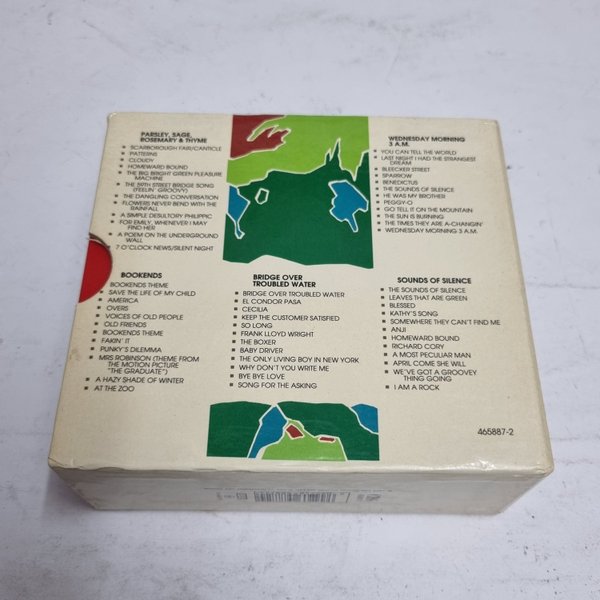 PARSLEY, SAGE,
ROSEMARY & THYME
SCARBOROUGH FAIR/CANTICLE
PATTERNS
CLOUDY
HOMEWARD BOUND
THE BIG BRIGHT GREEN PLEASURE
MACHINE
THE 59TH STREET BRIDGE SONG
(FEELIN' GROOVY)
THE DANGLING CONVERSATION
FLOWERS NEVER BEND WITH THE
RAINFALL
A SIMPLE DESULTORY PHILIPPIC
FOR EMILY, WHENEVER I MAY
FIND HER
A POEM ON THE UNDERGROUND
WALL
7 O'CLOCK NEWS/SILENT NIGHT
WEDNESDAY MORNING
3 A.M.
YOU CAN TELL THE WORLD
LAST NIGHT I HAD THE STRANGEST
DREAM
BLEECKER STREET
SPARROW
BENEDICTUS
THE SOUNDS OF SILENCE
HE WAS MY BROTHER
PEGGY-O
GO TELL IT ON THE MOUNTAIN
THE SUN IS BURNING
THE TIMES THEY ARE A-CHANGIN'
WEDNESDAY MORNING 3 A.M.
BOOKENDS
BOOKENDS THEME
SAVE THE LIFE OF MY CHILD
AMERICA
OVERS
VOICES OF OLD PEOPLE
OLD FRIENDS
BOOKENDS THEME
FAKIN' IT
PUNKY'S DILEMMA
MRS ROBINSON (THEME FROM
THE MOTION PICTURE
"THE GRADUATE")
A HAZY SHADE OF WINTER
AT THE ZOO
BRIDGE OVER
TROUBLED WATER
BRIDGE OVER TROUBLED WATER
EL CONDOR PASA
CECILIA
KEEP THE CUSTOMER SATISFIED
SO LONG
FRANK LLOYD WRIGHT
THE BOXER
BABY DRIVER
THE ONLY LIVING BOY IN NEW YORK
WHY DON'T YOU WRITE ME
BYE BYE LOVE
SONG FOR THE ASKING
SOUNDS OF SILENCE
THE SOUNDS OF SILENCE
LEAVES THAT ARE GREEN
BLESSED
KATHY'S SONG
SOMEWHERE THEY CAN'T FIND ME
ANJI
HOMEWARD BOUND
RICHARD CORY
A MOST PECULIAR MAN
APRIL COME SHE WILL
WE'VE GOT A GROOVEY
THING GOING
I AM A ROCK
465887-2